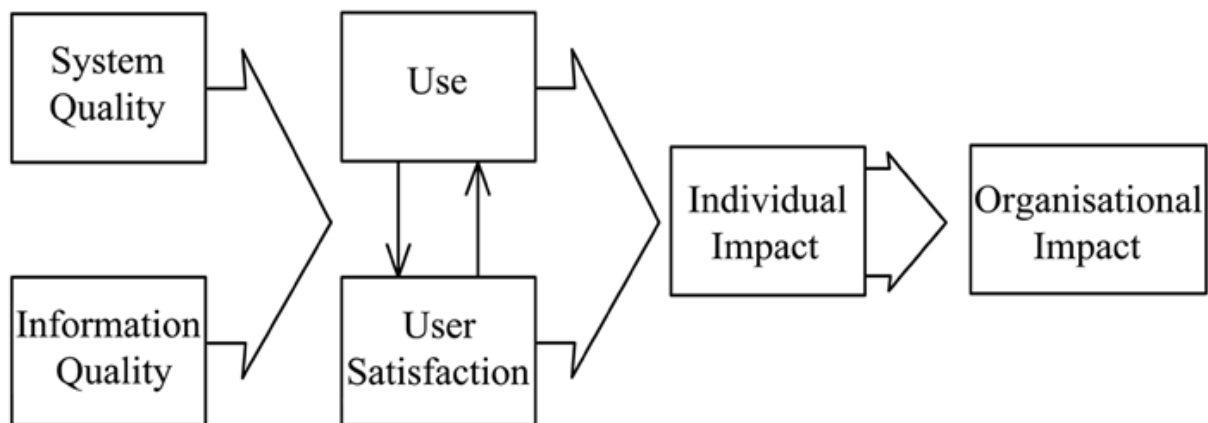 System
Quality
Use
Individual
Impact
Organisational
Impact
Information
Quality
User
Satisfaction